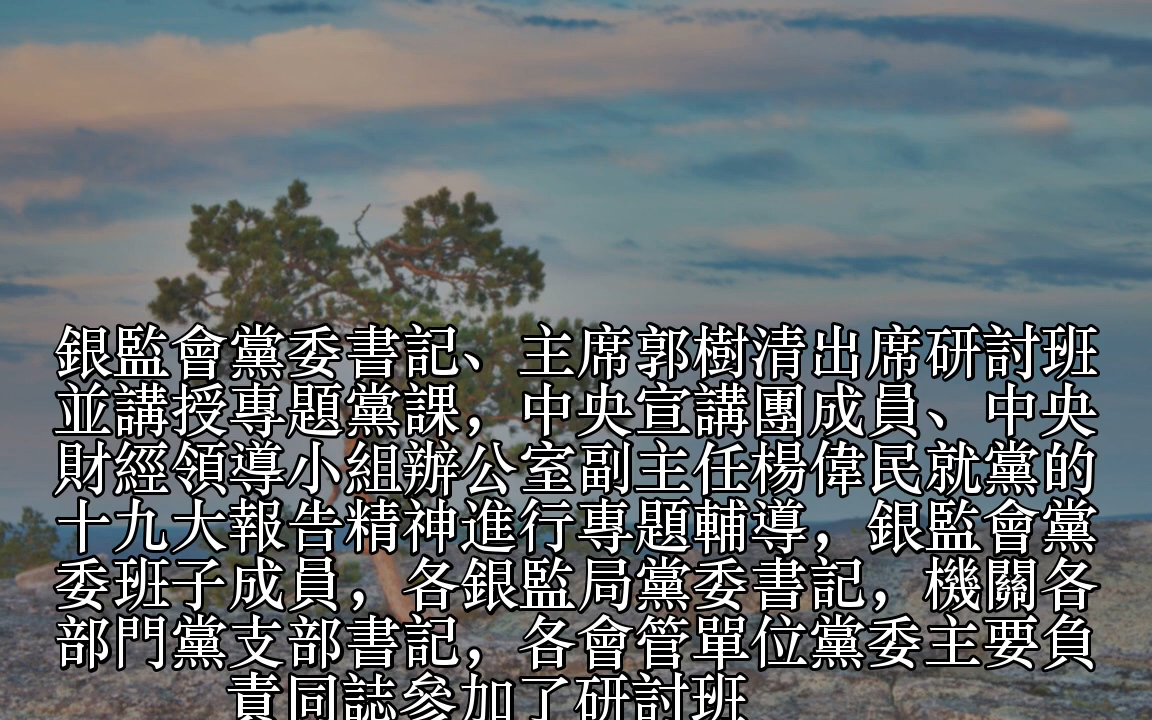 銀監會黨委書記、主席郭樹清出席研討班
並講授專題黨課，中央宣講團成員、中央
財經領導小組辦公室副主任楊偉民就黨的
十九大報告精神進行專題輔導，銀監會黨
委班子成員，各銀監局黨委書記，機關各
部門黨支部書記，各會管單位黨委主要負
責同誌參加了研討班